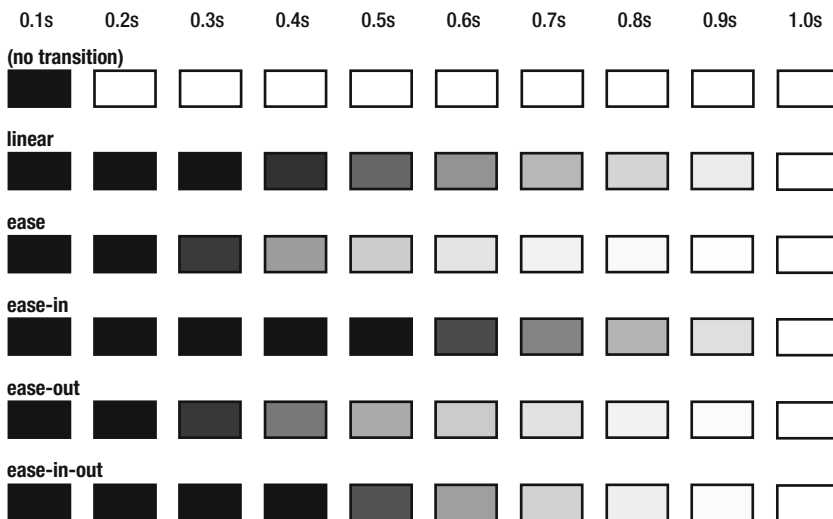 0.1s 0.2s 0.3s 0.4s 0.5s 0.6s 0.7s 0.8s 0.9s 1.0s
(no transition)
linear
ease
ease-in
ease-out
ease-in-out